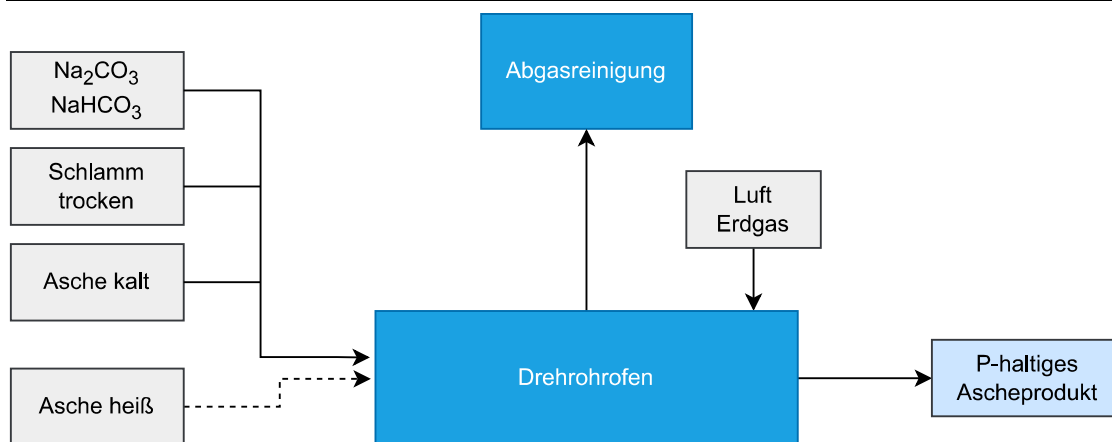 Na₂CO₃
NaHCO₃
Schlamm
trocken
Asche kalt
Asche heiß
Abgasreinigung
Luft
Erdgas
Drehrohrofen
P-haltiges
Ascheprodukt